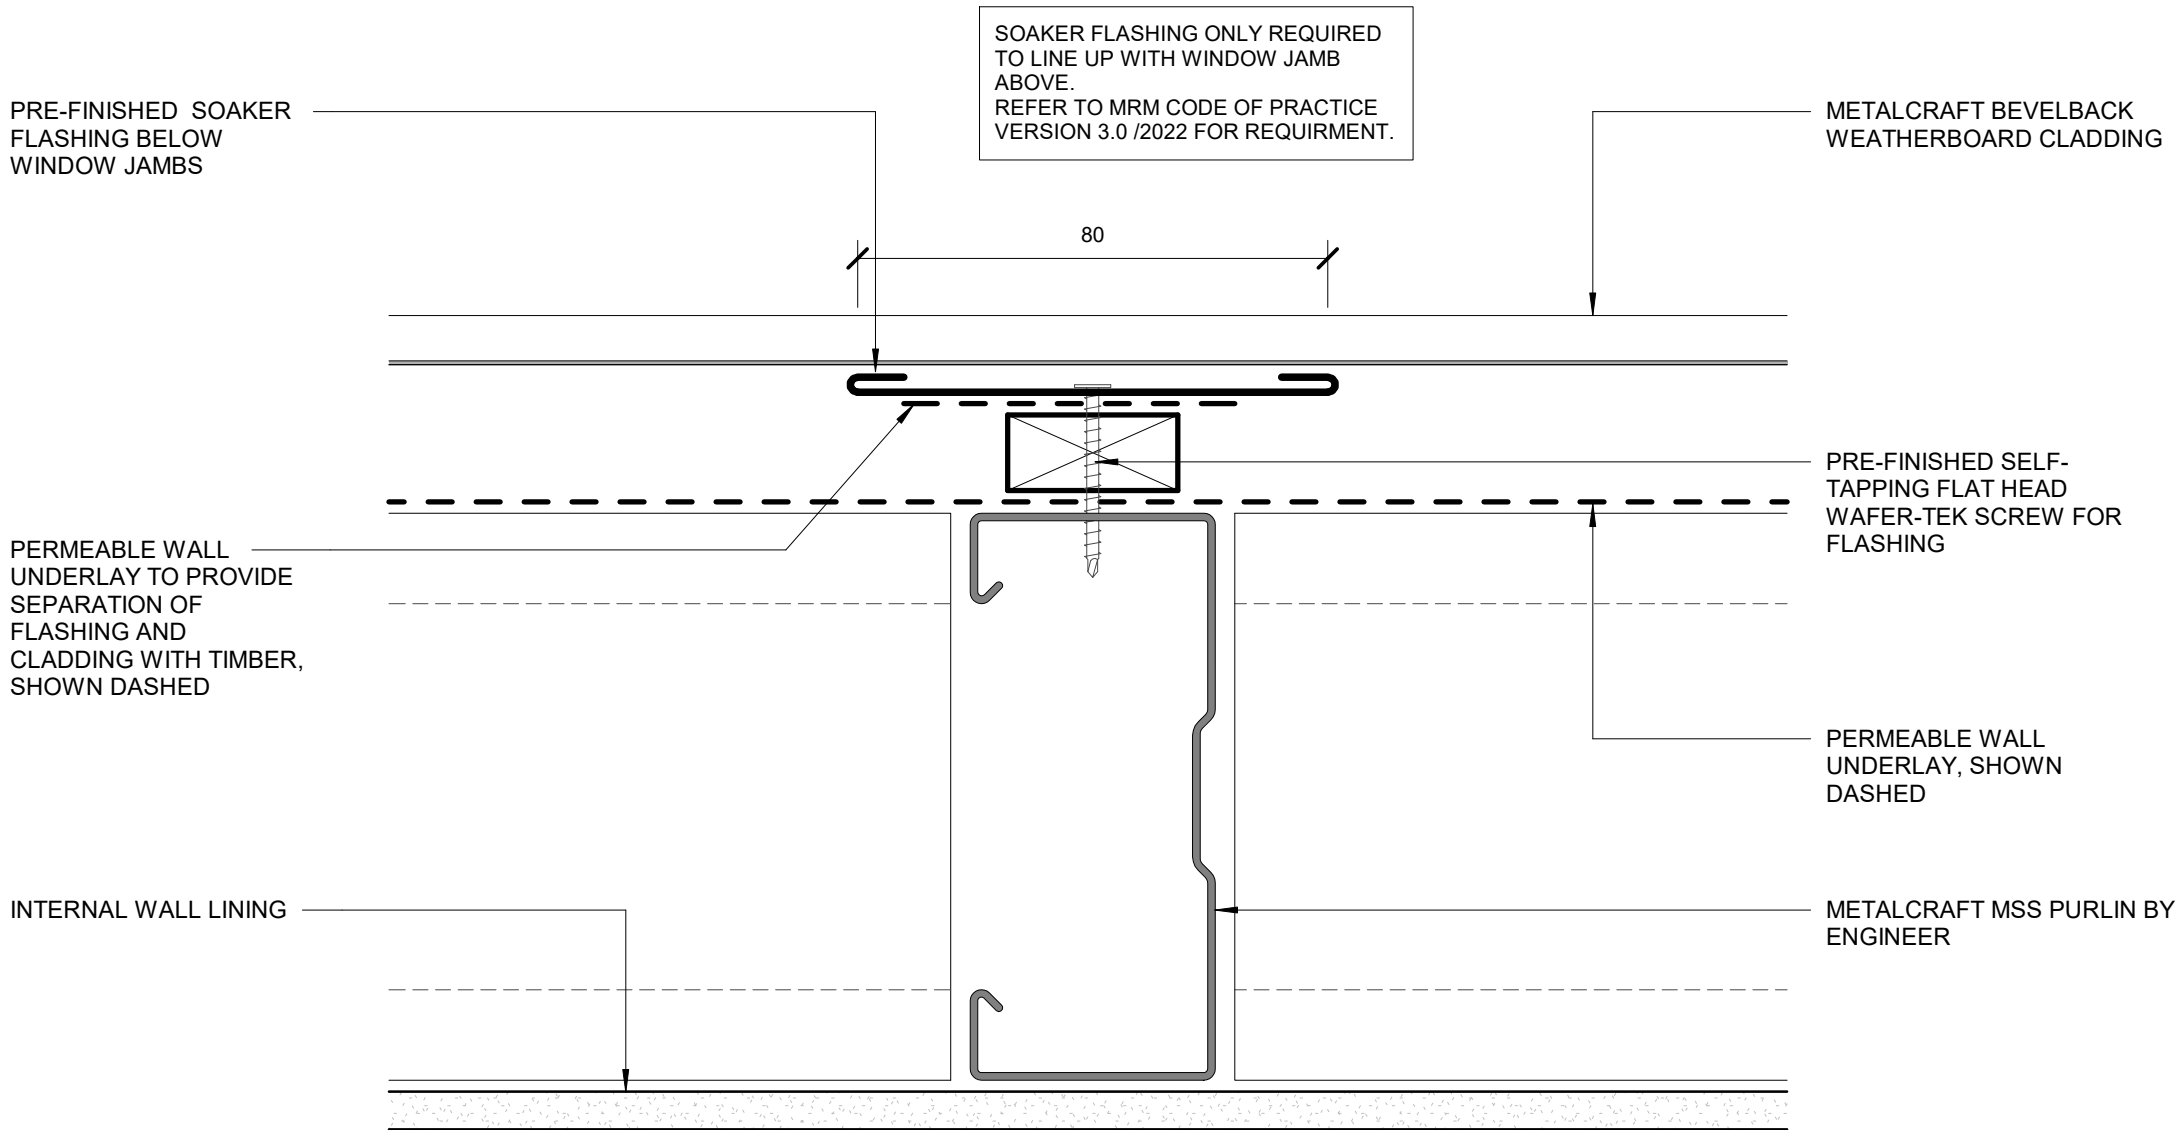 SOAKER FLASHING ONLY REQUIRED
TO LINE UP WITH WINDOW JAMB
ABOVE.
REFER TO MRM CODE OF PRACTICE
VERSION 3.0 /2022 FOR REQUIRMENT.
PRE-FINISHED SOAKER
FLASHING BELOW
WINDOW JAMBS
METALCRAFT BEVELBACK
WEATHERBOARD CLADDING
80
PRE-FINISHED SELF-
TAPPING FLAT HEAD
WAFER-TEK SCREW FOR
FLASHING
PERMEABLE WALL
UNDERLAY TO PROVIDE
SEPARATION OF
FLASHING AND
CLADDING WITH TIMBER,
SHOWN DASHED
PERMEABLE WALL
UNDERLAY, SHOWN
DASHED
INTERNAL WALL LINING
METALCRAFT MSS PURLIN BY
ENGINEER